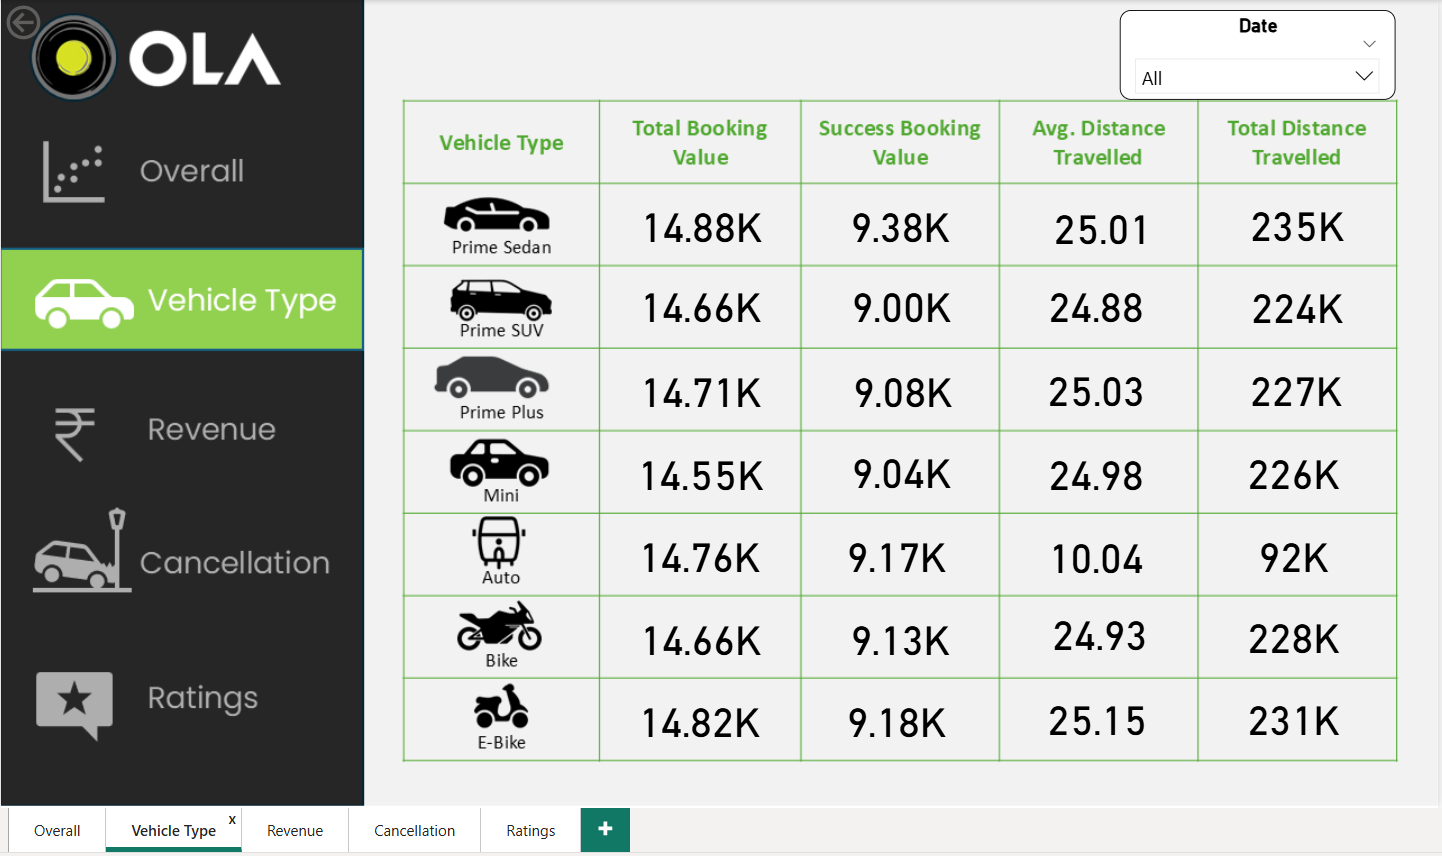 OLA
Overall
Vehicle Type
Revenue
Cancellation
Ratings
Date
All
Vehicle Type
Total Booking
Value
Success Booking
Value
Avg. Distance
Travelled
Total Distance
Travelled
Prime Sedan
14.88K
9.38K
25.01
235K
Prime SUV
14.66K
9.00K
24.88
224K
Prime Plus
14.71K
9.08K
25.03
227K
Mini
14.55K
9.04K
24.98
226K
Auto
14.76K
9.17K
10.04
92K
Bike
14.66K
9.13K
24.93
228K
E-Bike
14.82K
9.18K
25.15
231K
Overall
Vehicle Type
x
Revenue
Cancellation
Ratings
+